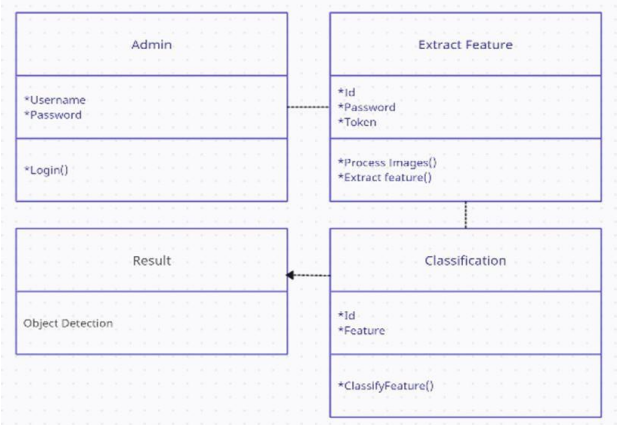 Admin
*Username
*Password
*Login()
Extract Feature
*Id
*Password
*Token
*Process Images()
*Extract feature()
Result
Object Detection
Classification
*Id
*Feature
*ClassifyFeature()